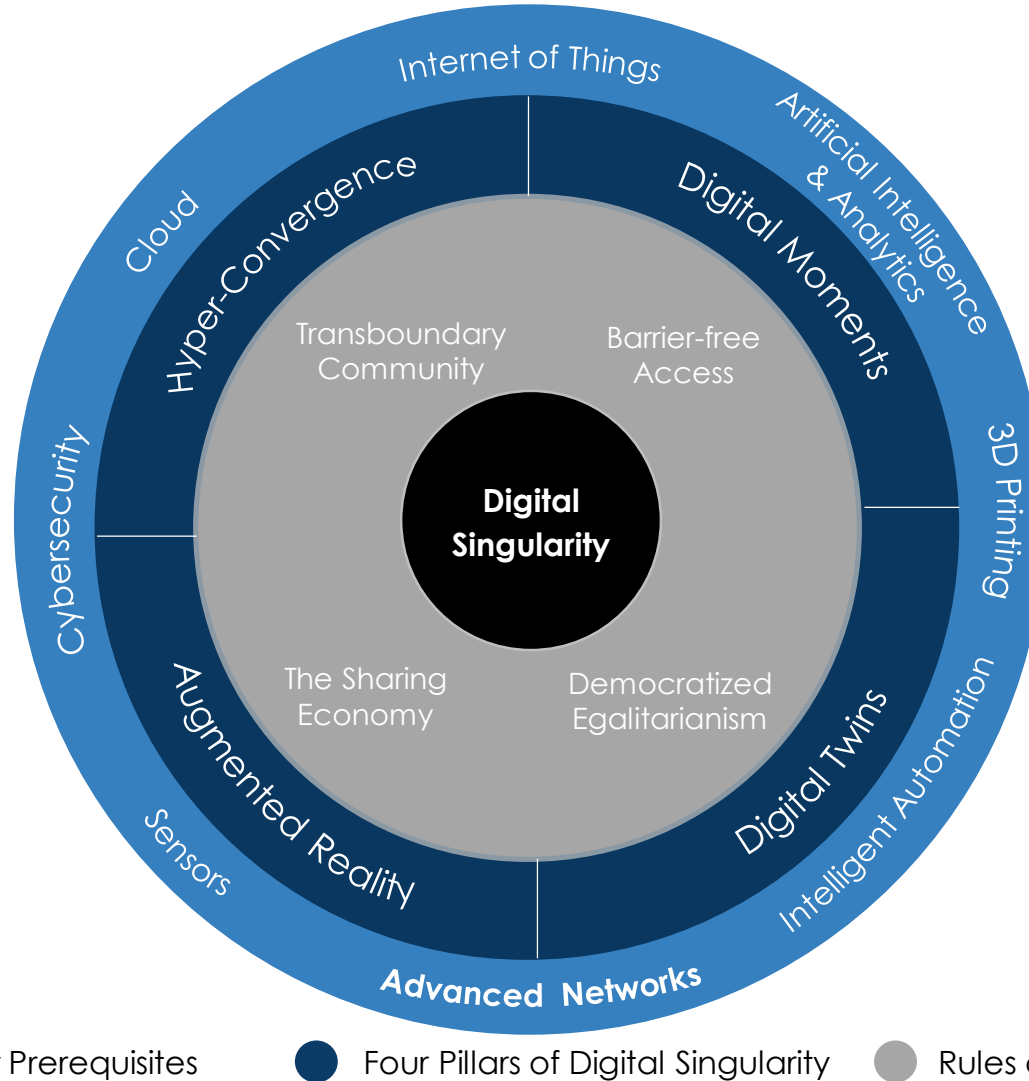 Internet of Things
Artificial Intelligence
& Analytics
Cloud
Hyper-Convergence
Digital Moments
Transboundary
Community
Barrier-free
Access
Cybersecurity
3D Printing
Digital
Singularity
The Sharing
Economy
Democratized
Egalitarianism
Augmented Reality
Digital Twins
Sensors
Intelligent Automation
Advanced Networks
Prerequisites
Four Pillars of Digital Singularity
Rules